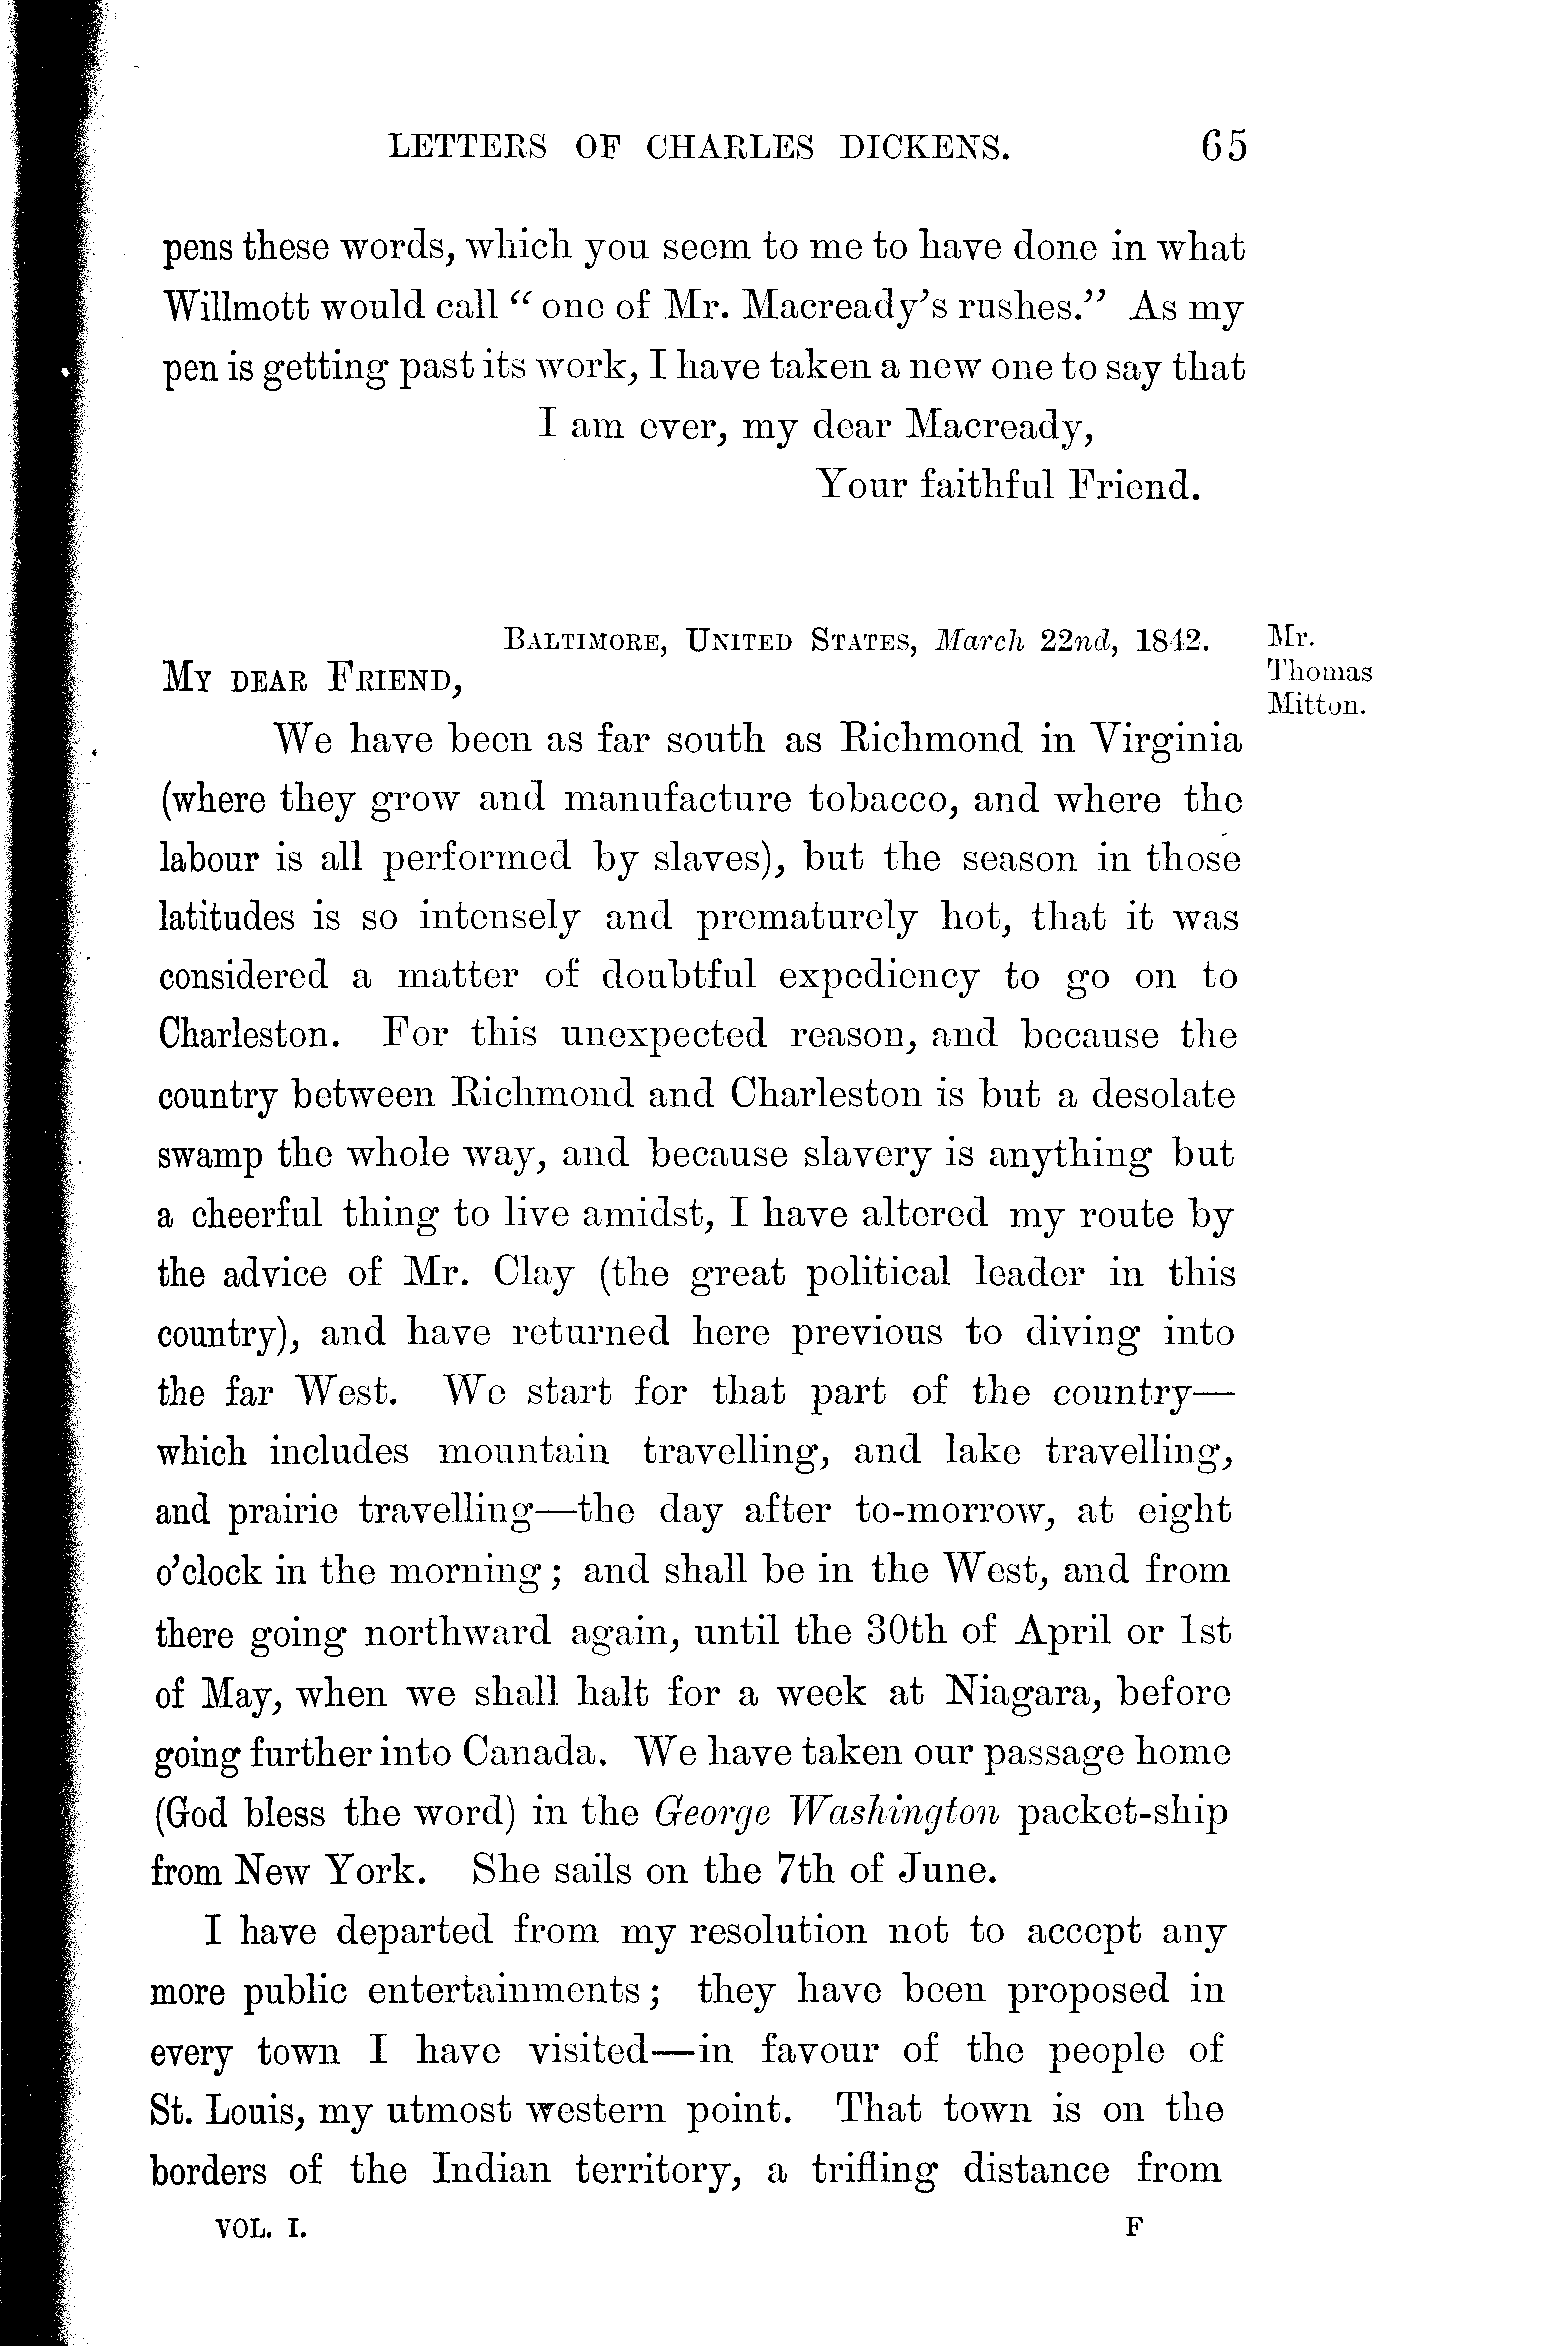 LETTERS OF CHARLES DICKENS. 65
pens these words, which you seem to me to have done in what
Willmott would call “ one of Mr. Macready’s rushes.” As my
pen is getting past its work, I have taken a new one to say that
I am ever, my dear Macready,
Your faithful Friend.
BALTIMORE, UNITED STATES, March 22nd, 1842.
Mr.
Thomas
Mitton.
MY DEAR FRIEND,
We have been as far south as Richmond in Virginia
(where they grow and manufacture tobacco, and where the
labour is all performed by slaves), but the season in those
latitudes is so intensely and prematurely hot, that it was
considered a matter of doubtful expediency to go on to
Charleston. For this unexpected reason, and because the
country between Richmond and Charleston is but a desolate
swamp the whole way, and because slavery is anything but
a cheerful thing to live amidst, I have altered my route by
the advice of Mr. Clay (the great political leader in this
country), and have returned here previous to diving into
the far West. We start for that part of the country—
which includes mountain travelling, and lake travelling,
and prairie travelling—the day after to-morrow, at eight
o’clock in the morning ; and shall be in the West, and from
there going northward again, until the 30th of April or 1st
of May, when we shall halt for a week at Niagara, before
going further into Canada. We have taken our passage home
(God bless the word) in the George Washington packet-ship
from New York. She sails on the 7th of June.
I have departed from my resolution not to accept any
more public entertainments ; they have been proposed in
every town I have visited—in favour of the people of
St. Louis, my utmost western point. That town is on the
borders of the Indian territory, a trifling distance from
VOL. I. F